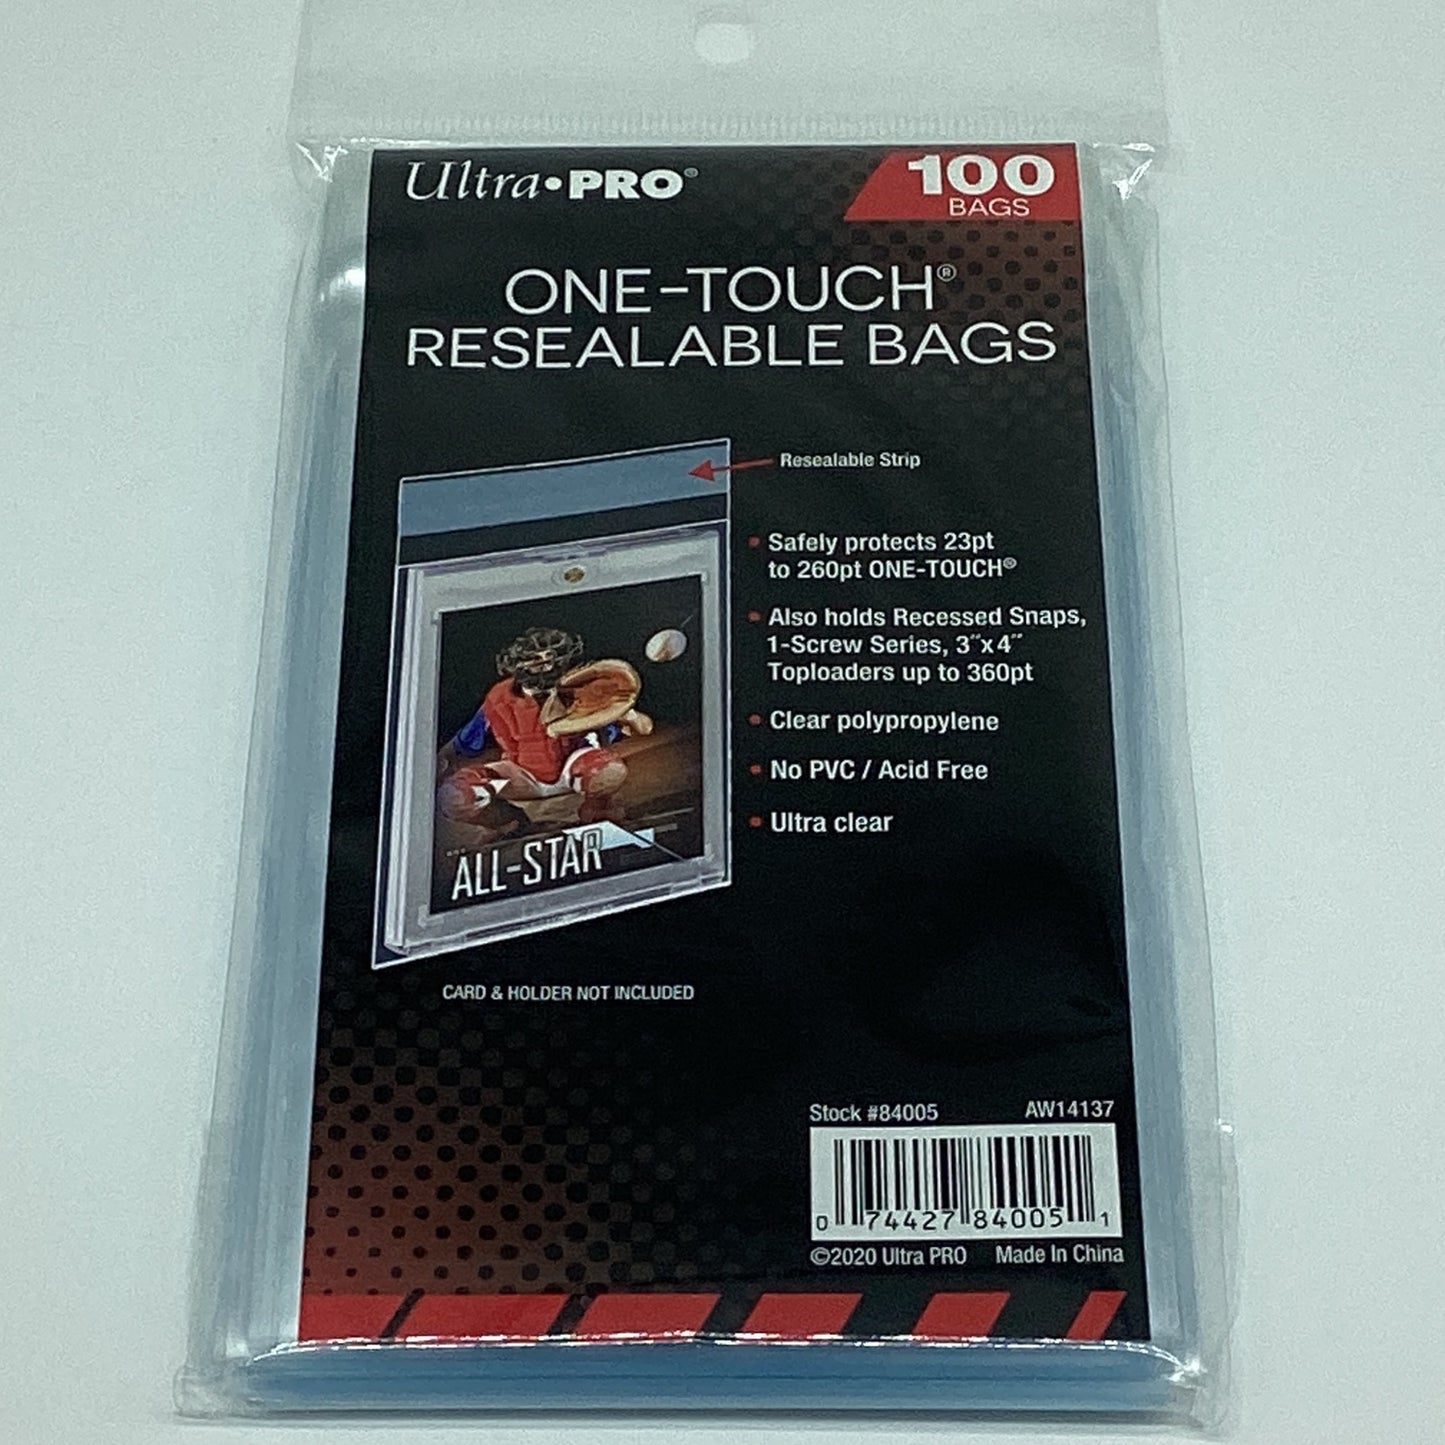 Ultra•PRO®
100
BAGS
ONE-TOUCH®
RESEALABLE BAGS
Resealable Strip
• Safely protects 23pt
to 260pt ONE-TOUCH®
• Also holds Recessed Snaps,
1-Screw Series, 3˝x4˝
Toploaders up to 360pt
• Clear polypropylene
• No PVC / Acid Free
• Ultra clear
ALL-STAR
CARD & HOLDER NOT INCLUDED
Stock #84005 AW14137
0 74427 84005 1
©2020 Ultra PRO Made In China